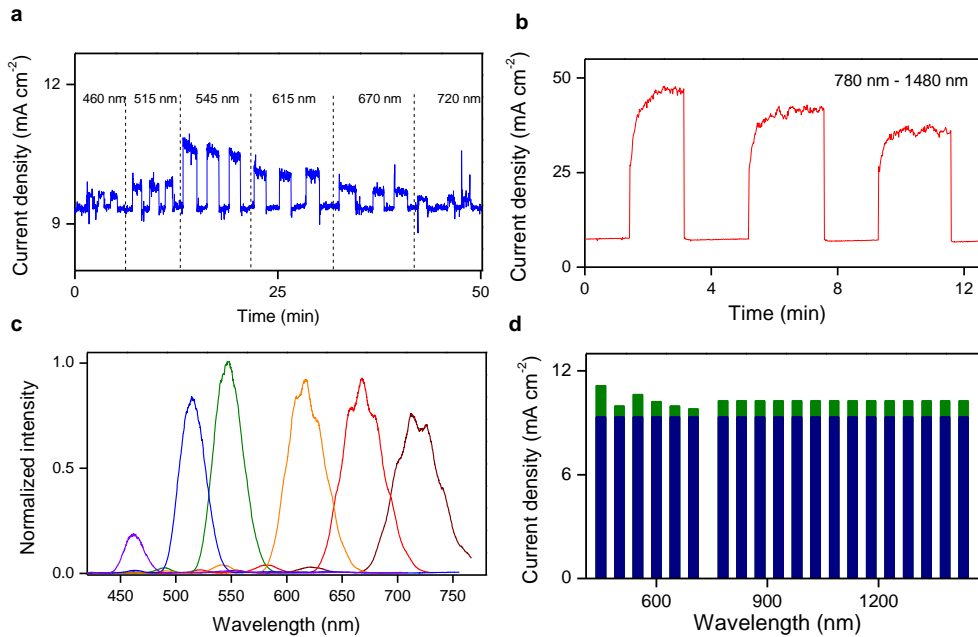 a
Current density (mA cm-2)
12
9
460 nm
515 nm
545 nm
615 nm
670 nm
720 nm
0
25
50
Time (min)
b
Current density (mA cm-2)
50
25
0
780 nm - 1480 nm
0
4
8
12
Time (min)
c
Normalized intensity
1.0
0.5
0.0
450
500
550
600
650
700
750
Wavelength (nm)
d
Current density (mA cm-2)
12
6
0
600
900
1200
Wavelength (nm)